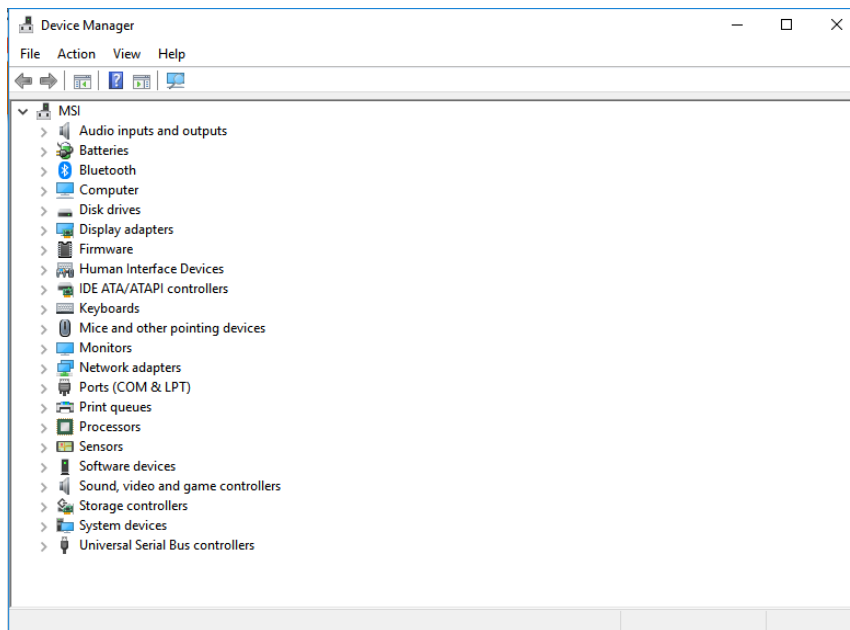 Device Manager
File Action View Help
MSI
Audio inputs and outputs
Batteries
Bluetooth
Computer
Disk drives
Display adapters
Firmware
Human Interface Devices
IDE ATA/ATAPI controllers
Keyboards
Mice and other pointing devices
Monitors
Network adapters
Ports (COM & LPT)
Print queues
Processors
Sensors
Software devices
Sound, video and game controllers
Storage controllers
System devices
Universal Serial Bus controllers